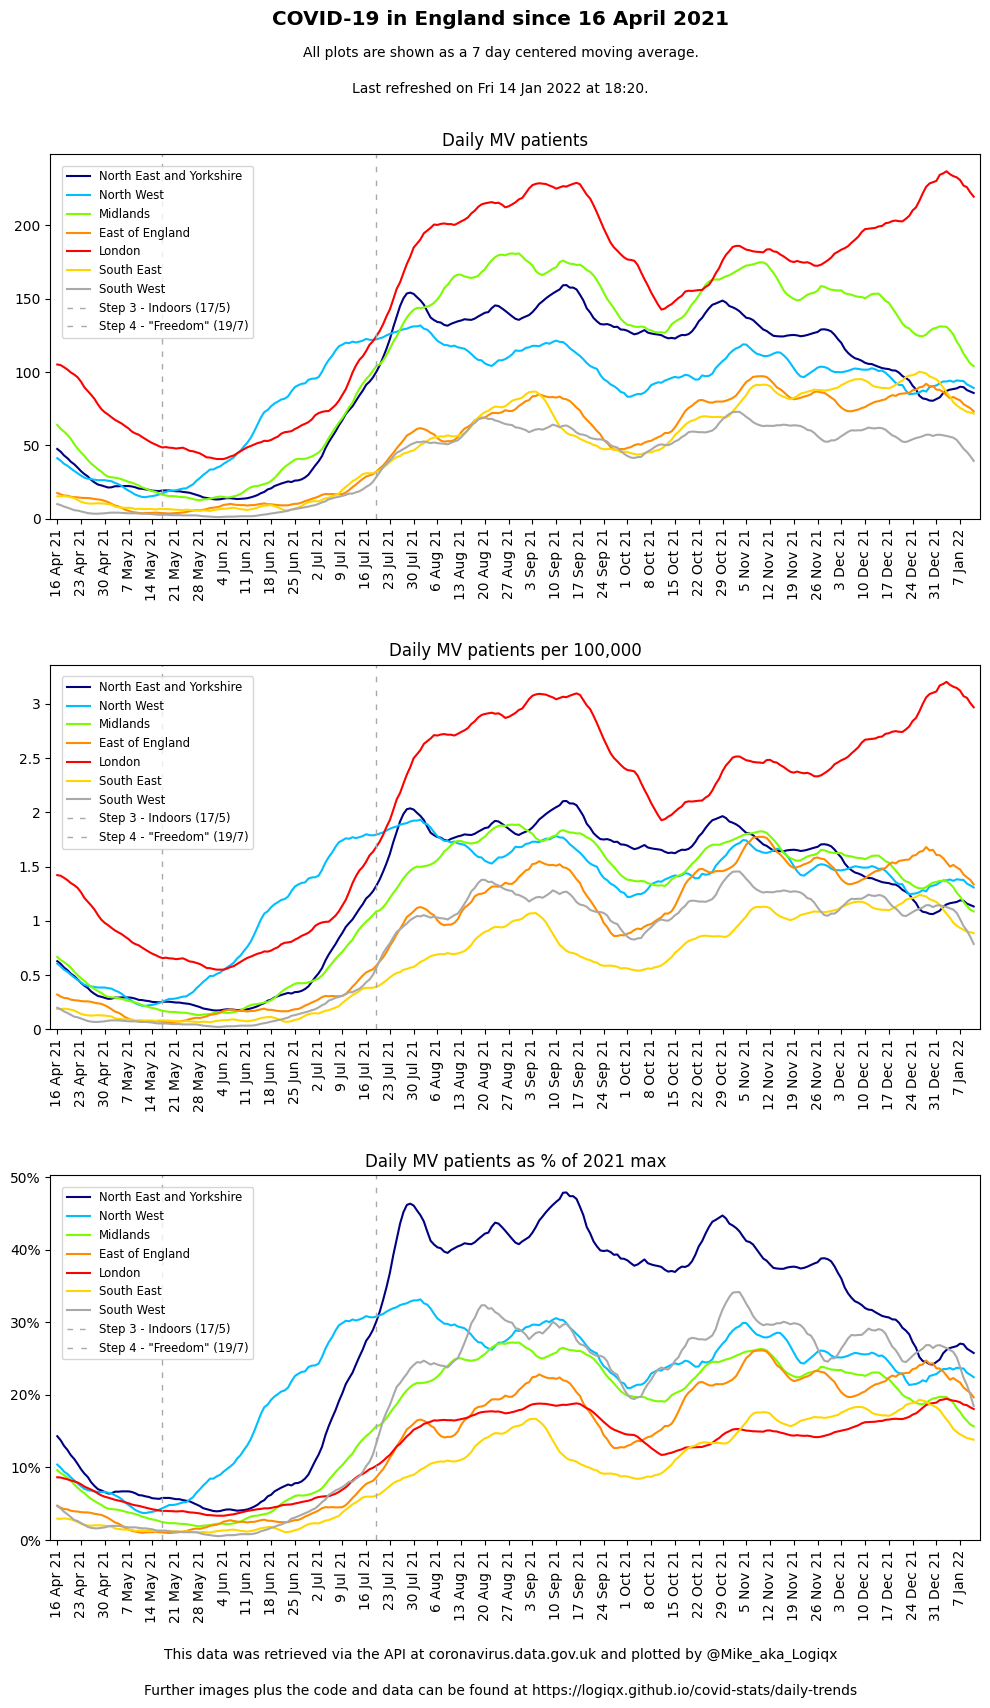 COVID-19 in England since 16 April 2021
All plots are shown as a 7 day centered moving average.
Last refreshed on Fri 14 Jan 2022 at 18:20.
Daily MV patients
North East and Yorkshire
North West
Midlands
East of England
London
South East
South West
Step 3 - Indoors (17/5)
Step 4 - "Freedom" (19/7)
200
150
100
50
0
16 Apr 21
23 Apr 21
30 Apr 21
7 May 21
14 May 21
21 May 21
28 May 21
4 Jun 21
11 Jun 21
18 Jun 21
25 Jun 21
2 Jul 21
9 Jul 21
16 Jul 21
23 Jul 21
30 Jul 21
6 Aug 21
13 Aug 21
20 Aug 21
27 Aug 21
3 Sep 21
10 Sep 21
17 Sep 21
24 Sep 21
1 Oct 21
8 Oct 21
15 Oct 21
22 Oct 21
29 Oct 21
5 Nov 21
12 Nov 21
19 Nov 21
26 Nov 21
3 Dec 21
10 Dec 21
17 Dec 21
24 Dec 21
31 Dec 21
7 Jan 22
Daily MV patients per 100,000
North East and Yorkshire
North West
Midlands
East of England
London
South East
South West
Step 3 - Indoors (17/5)
Step 4 - "Freedom" (19/7)
3
2.5
2
1.5
1
0.5
0
16 Apr 21
23 Apr 21
30 Apr 21
7 May 21
14 May 21
21 May 21
28 May 21
4 Jun 21
11 Jun 21
18 Jun 21
25 Jun 21
2 Jul 21
9 Jul 21
16 Jul 21
23 Jul 21
30 Jul 21
6 Aug 21
13 Aug 21
20 Aug 21
27 Aug 21
3 Sep 21
10 Sep 21
17 Sep 21
24 Sep 21
1 Oct 21
8 Oct 21
15 Oct 21
22 Oct 21
29 Oct 21
5 Nov 21
12 Nov 21
19 Nov 21
26 Nov 21
3 Dec 21
10 Dec 21
17 Dec 21
24 Dec 21
31 Dec 21
7 Jan 22
Daily MV patients as % of 2021 max
North East and Yorkshire
North West
Midlands
East of England
London
South East
South West
Step 3 - Indoors (17/5)
Step 4 - "Freedom" (19/7)
50%
40%
30%
20%
10%
0%
16 Apr 21
23 Apr 21
30 Apr 21
7 May 21
14 May 21
21 May 21
28 May 21
4 Jun 21
11 Jun 21
18 Jun 21
25 Jun 21
2 Jul 21
9 Jul 21
16 Jul 21
23 Jul 21
30 Jul 21
6 Aug 21
13 Aug 21
20 Aug 21
27 Aug 21
3 Sep 21
10 Sep 21
17 Sep 21
24 Sep 21
1 Oct 21
8 Oct 21
15 Oct 21
22 Oct 21
29 Oct 21
5 Nov 21
12 Nov 21
19 Nov 21
26 Nov 21
3 Dec 21
10 Dec 21
17 Dec 21
24 Dec 21
31 Dec 21
7 Jan 22
This data was retrieved via the API at coronavirus.data.gov.uk and plotted by @Mike_aka_Logiqx
Further images plus the code and data can be found at https://logiqx.github.io/covid-stats/daily-trends